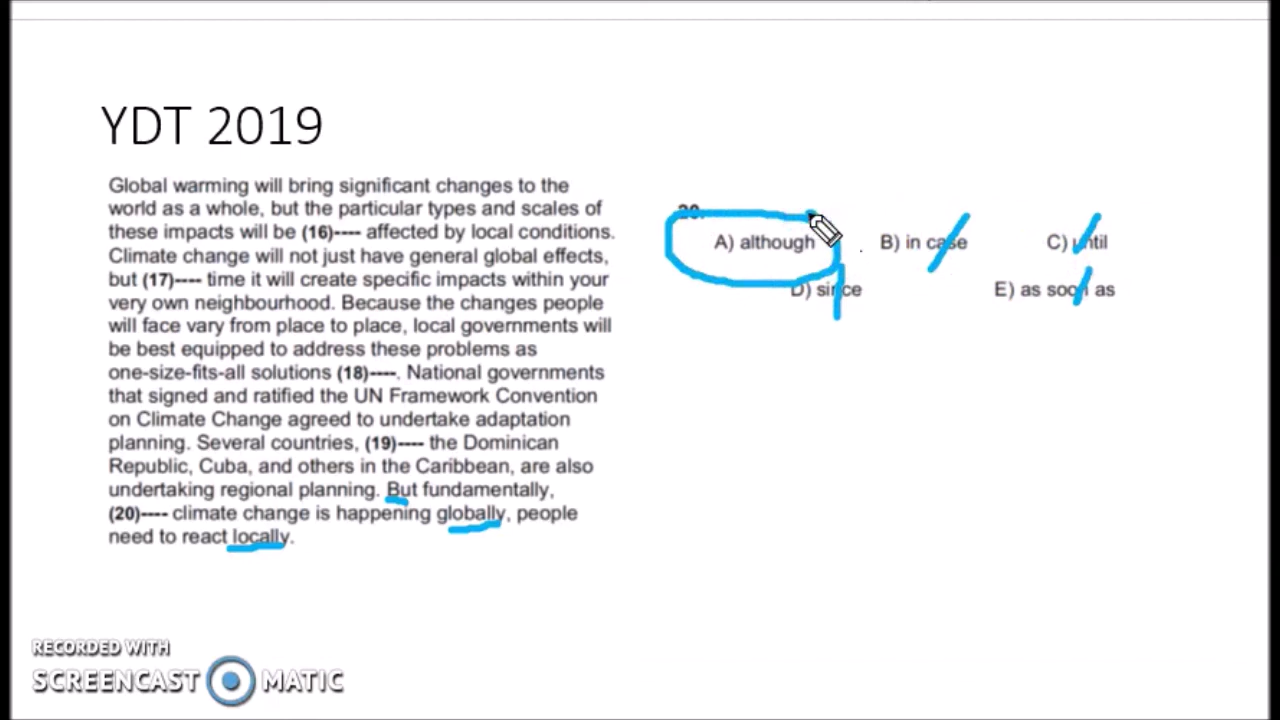 YDT 2019
Global warming will bring significant changes to the
world as a whole, but the particular types and scales of
these impacts will be (16)---- affected by local conditions.
Climate change will not just have general global effects,
but (17)---- time it will create specific impacts within your
very own neighbourhood. Because the changes people
will face vary from place to place, local governments will
be best equipped to address these problems as
one-size-fits-all solutions (18)----. National governments
that signed and ratified the UN Framework Convention
on Climate Change agreed to undertake adaptation
planning. Several countries, (19)---- the Dominican
Republic, Cuba, and others in the Caribbean, are also
undertaking regional planning. But fundamentally,
(20)---- climate change is happening globally, people
need to react locally.
20.
A) although B) in case C) until
D) since E) as soon as
RECORDED WITH
SCREENCAST MATIC